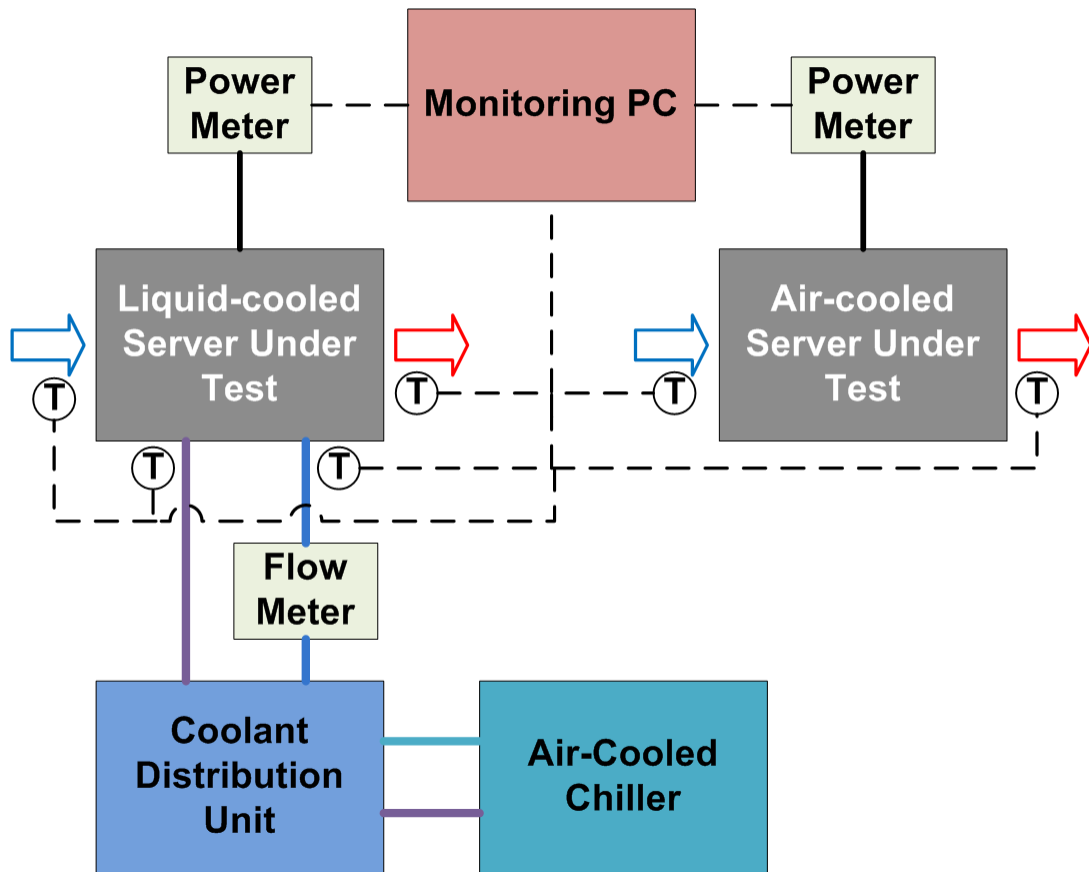 Power
Meter
Monitoring PC
Power
Meter
Liquid-cooled
Server Under
Test
Air-cooled
Server Under
Test
T
T
T
T
T
T
Flow
Meter
Coolant
Distribution
Unit
Air-Cooled
Chiller